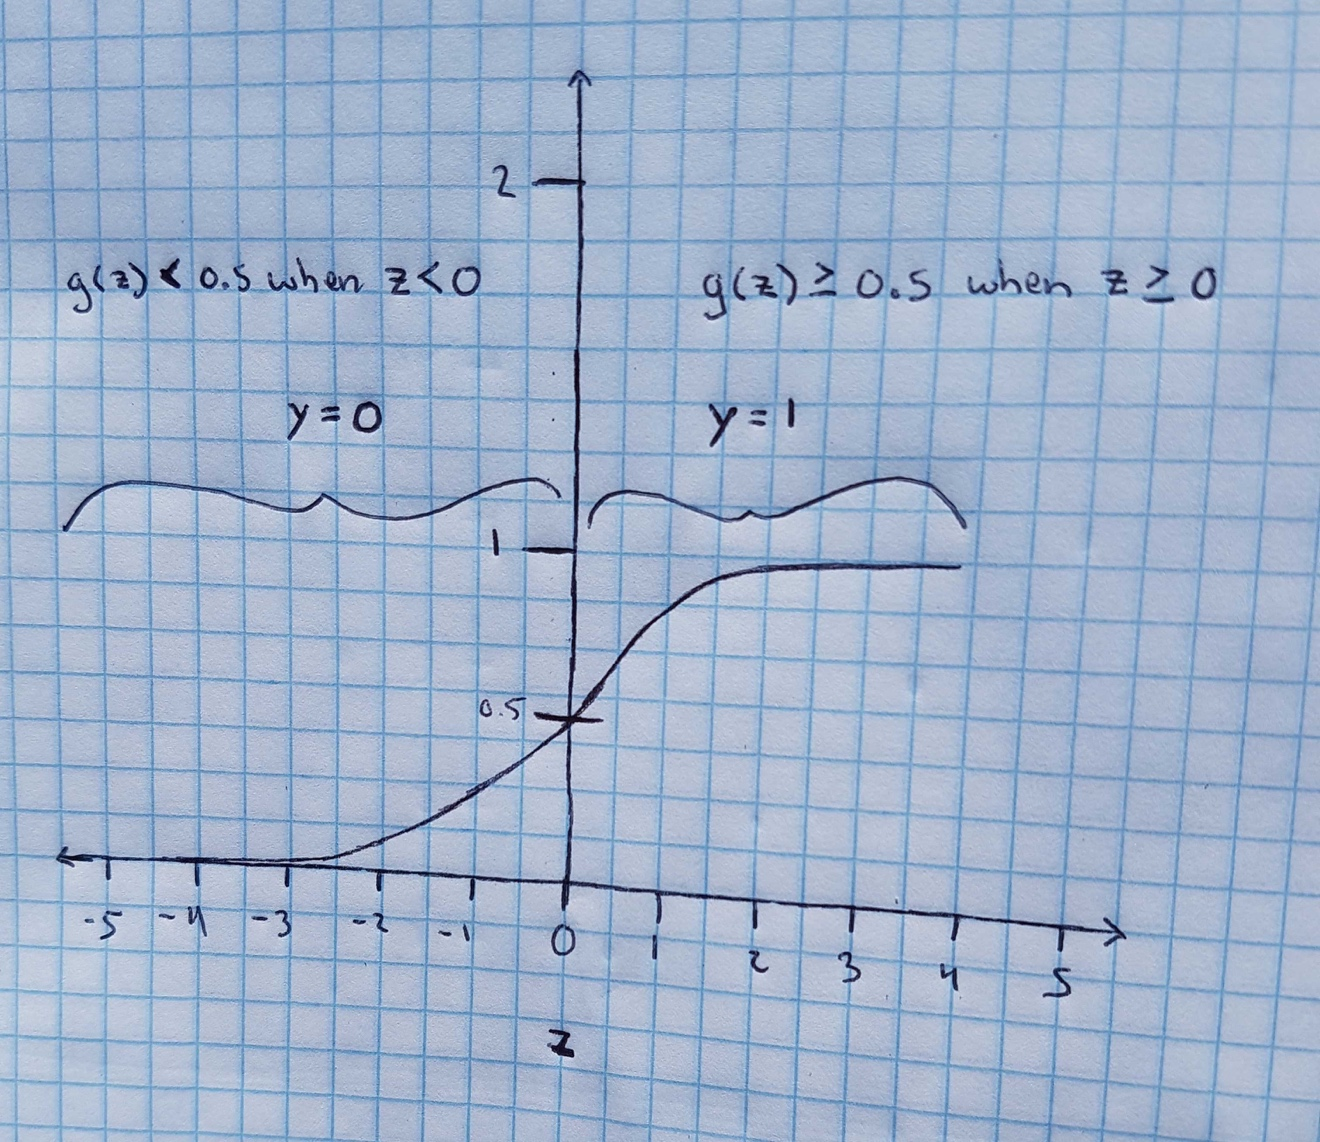 2
g(z) < 0.5 when z < 0
g(z) ≥ 0.5 when z ≥ 0
y = 0
y = 1
1
0.5
-5 -4 -3 -2 -1 0 1 2 3 4 5
z